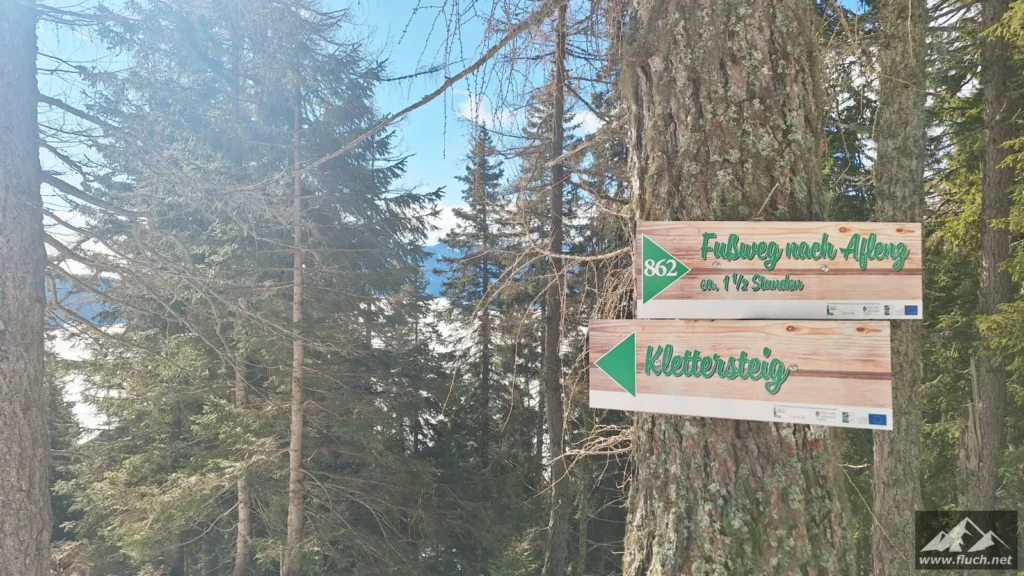 862
Fußweg nach Aflenz
ca. 1 ½ Stunden
Klettersteig
www.fluch.net